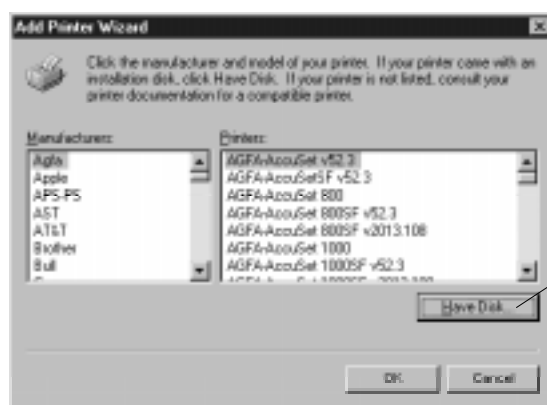 Add Printer Wizard
Click the manufacturer and model of your printer. If your printer came with an
installation disk, click Have Disk. If your printer is not listed, consult your
printer documentation for a compatible printer.
Manufacturers:
Printers:
Agfa
Apple
APS-PS
AST
AT&T
Brother
Bull
AGFA-AccuSet v52.3
AGFA-AccuSetSF v52.3
AGFA-AccuSet 800
AGFA-AccuSet 800SF v52.3
AGFA-AccuSet 800SF v2013.108
AGFA-AccuSet 1000
AGFA-AccuSet 1000SF v52.3
Have Disk...
OK
Cancel